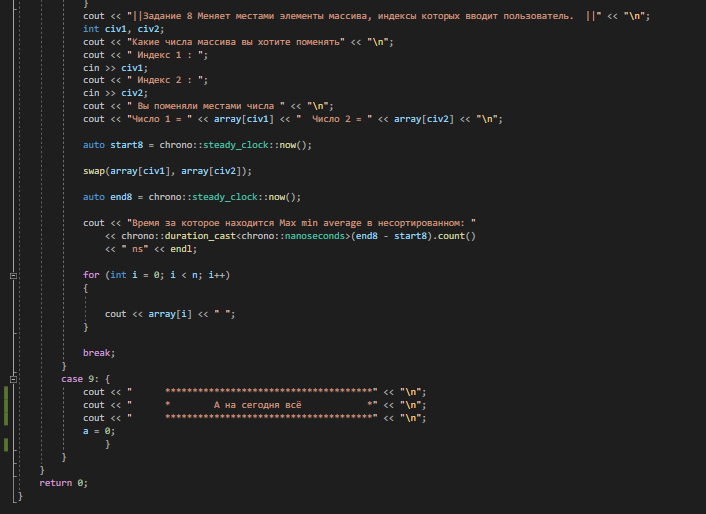 }
cout << "||Задание 8 Меняет местами элементы массива, индексы которых вводит пользователь.  ||" << "\n";
int civ1, civ2;
cout << "Какие числа массива вы хотите поменять" << "\n";
cout << " Индекс 1 : ";
cin >> civ1;
cout << " Индекс 2 : ";
cin >> civ2;
cout << " Вы поменяли местами числа " << "\n";
cout << "Число 1 = " << array[civ1] << "  Число 2 = " << array[civ2] << "\n";
auto start8 = chrono::steady_clock::now();
swap(array[civ1], array[civ2]);
auto end8 = chrono::steady_clock::now();
cout << "Время за которое находится Max min average в несортированном: "
<< chrono::duration_cast<chrono::nanoseconds>(end8 - start8).count()
<< " ns" << endl;
for (int i = 0; i < n; i++)
{
cout << array[i] << " ";
}
break;
}
case 9: {
cout << "      **************************************" << "\n";
cout << "      *        А на сегодня всё            *" << "\n";
cout << "      **************************************" << "\n";
a = 0;
}
}
}
return 0;
}